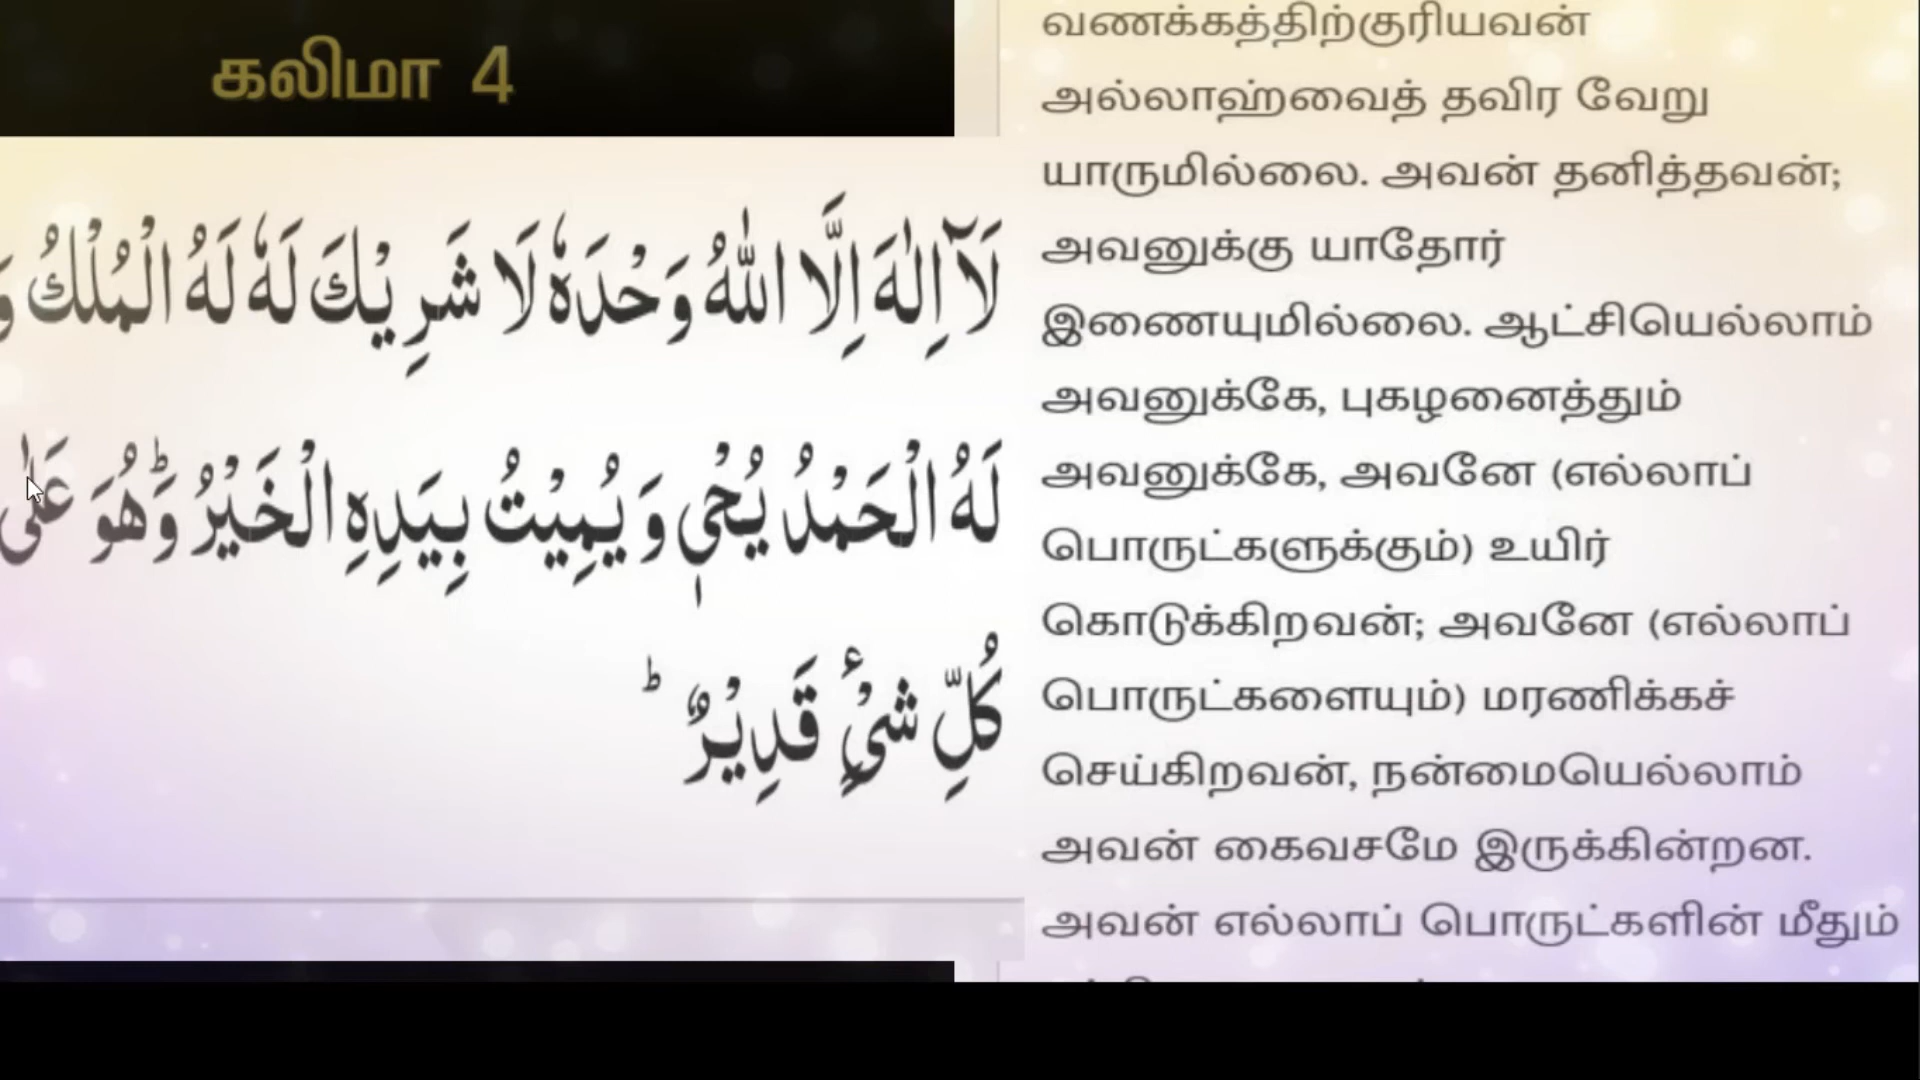 கலிமா 4
لَآ اِلٰهَ اِلَّا اللّٰهُ وَحْدَهٗ لَا شَرِيْكَ لَهٗ لَهُ الْمُلْكُ وَ
لَهُ الْحَمْدُ يُحْيٖ وَ يُمِيْتُ بِيَدِهِ الْخَيْرُ ؕ وَهُوَ عَلٰى
كُلِّ شَیْءٍ قَدِيْرٌ ؕ
வணக்கத்திற்குரியவன்
அல்லாஹ்வைத் தவிர வேறு
யாருமில்லை. அவன் தனித்தவன்;
அவனுக்கு யாதோர்
இணையுமில்லை. ஆட்சியெல்லாம்
அவனுக்கே, புகழனைத்தும்
அவனுக்கே, அவனே (எல்லாப்
பொருட்களுக்கும்) உயிர்
கொடுக்கிறவன்; அவனே (எல்லாப்
பொருட்களையும்) மரணிக்கச்
செய்கிறவன், நன்மையெல்லாம்
அவன் கைவசமே இருக்கின்றன.
அவன் எல்லாப் பொருட்களின் மீதும்